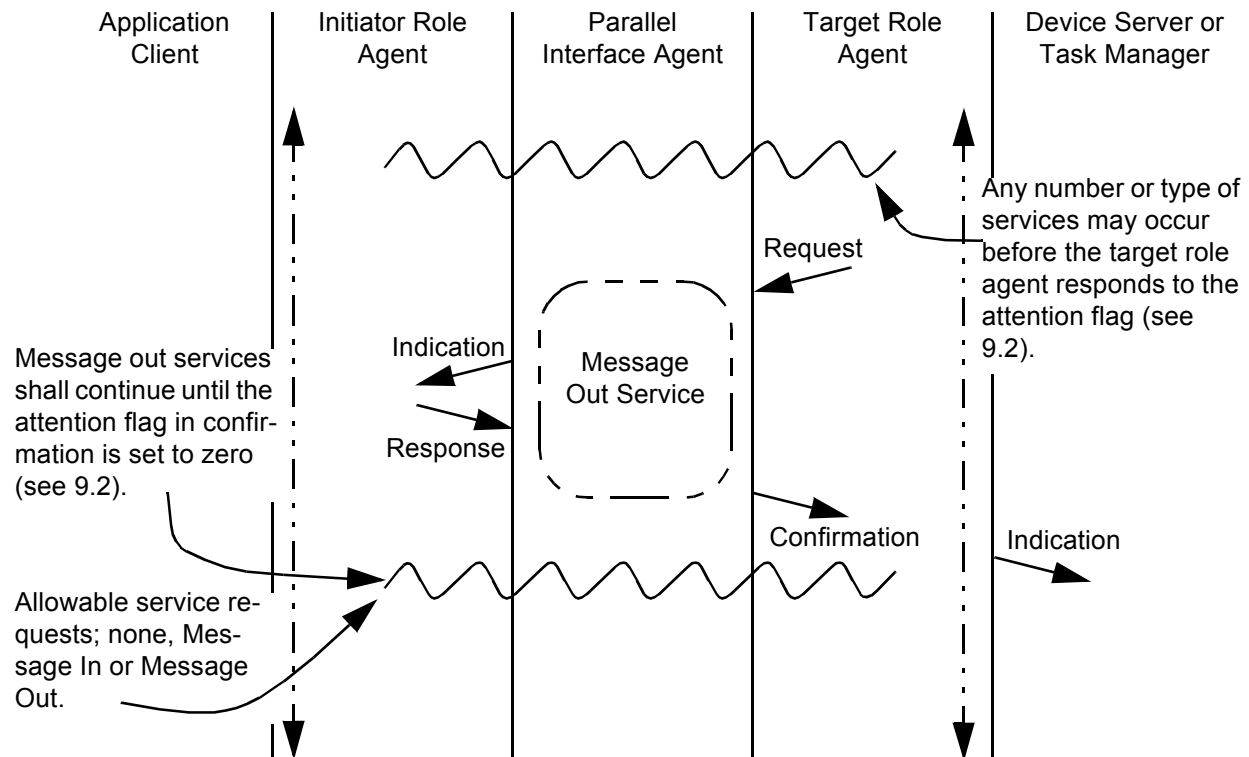 Application
Client
Initiator Role
Agent
Parallel
Interface Agent
Target Role
Agent
Device Server or
Task Manager
Any number or type of
services may occur
before the target role
agent responds to the
attention flag (see
9.2).
Request
Indication
Message
Out Service
Response
Message out services
shall continue until the
attention flag in confir-
mation is set to zero
(see 9.2).
Confirmation
Indication
Allowable service re-
quests; none, Mes-
sage In or Message
Out.